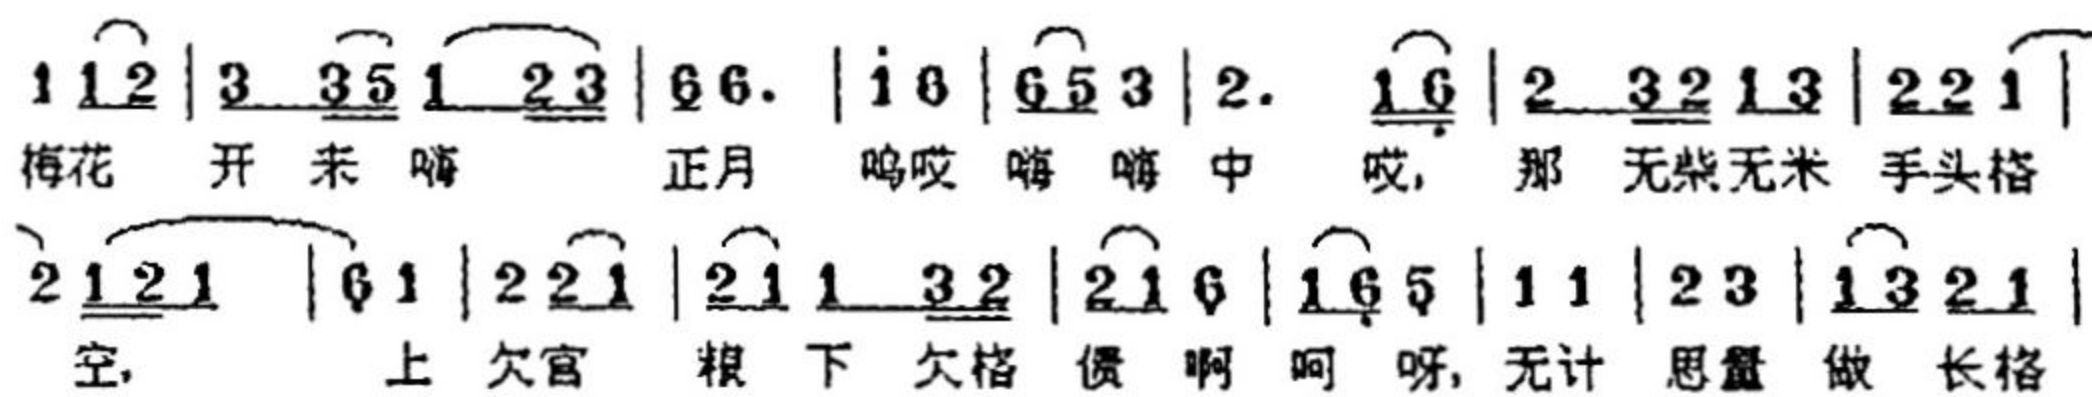 1 1 2 | 3 3 5 1 2 3 | 6 6. | i 6 | 6 5 3 | 2. 1 6 | 2 3 2 1 3 | 2 2 1 |
梅花 开 来 嗨 正月 呜哎 嗨 嗨 中 哎, 那 无柴无米 手头格
2 1 2 1 | 6 1 | 2 2 1 | 2 1 1 3 2 | 2 1 6 | 1 6 5 | 1 1 | 2 3 | 1 3 2 1 |
空, 上 欠官 粮 下 欠格 债 啊 呵 呀, 无计 思量 做 长格